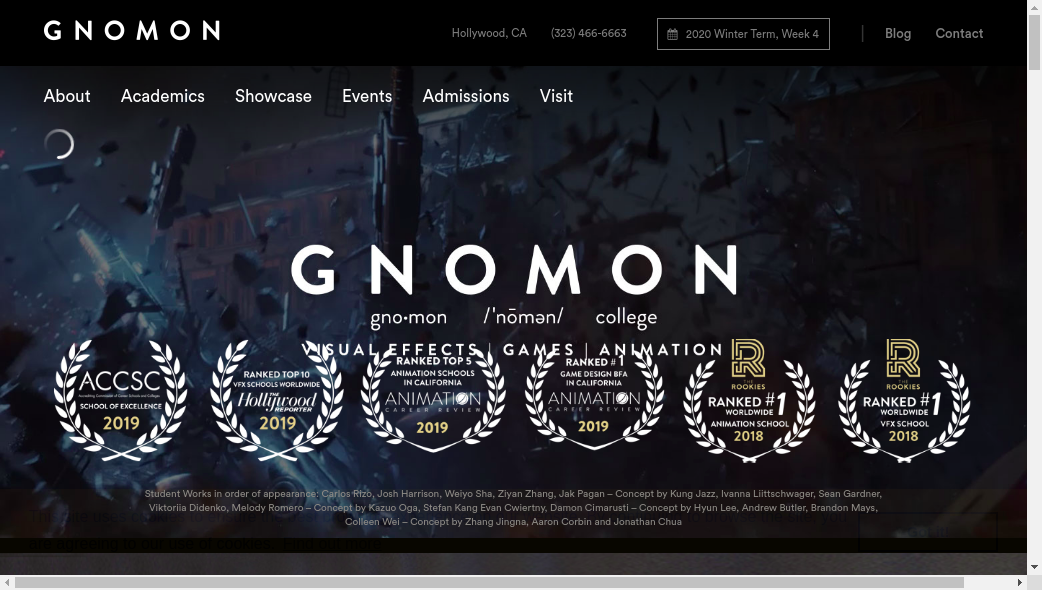 GNOMON
Hollywood, CA
(323) 466-6663
2020 Winter Term, Week 4
Blog
Contact
About
Academics
Showcase
Events
Admissions
Visit
GNOMON
gno•mon /ˈnōmən/ college
VISUAL EFFECTS | GAMES | ANIMATION
ACCSC
Accrediting Commission of Career Schools and Colleges
SCHOOL OF EXCELLENCE
2019
RANKED TOP 10
VFX SCHOOLS WORLDWIDE
THE
Hollywood
REPORTER
2019
RANKED TOP 5
ANIMATION SCHOOLS
IN CALIFORNIA
ANIMATION
CAREER REVIEW
2019
RANKED #1
GAME DESIGN BFA
IN CALIFORNIA
ANIMATION
CAREER REVIEW
2019
THE
ROOKIES
RANKED #1
WORLDWIDE
ANIMATION SCHOOL
2018
THE
ROOKIES
RANKED #1
WORLDWIDE
VFX SCHOOL
2018
Student Works in order of appearance: Carlos Rizo, Josh Harrison, Weiyo Sha, Ziyan Zhang, Jak Pagan – Concept by Kung Jazz, Ivanna Liittschwager, Sean Gardner,
Viktoriia Didenko, Melody Romero – Concept by Kazuo Oga, Stefan Kang Evan Cwiertny, Damon Cimarusti – Concept by Hyun Lee, Andrew Butler, Brandon Mays,
Colleen Wei – Concept by Zhang Jingna, Aaron Corbin and Jonathan Chua